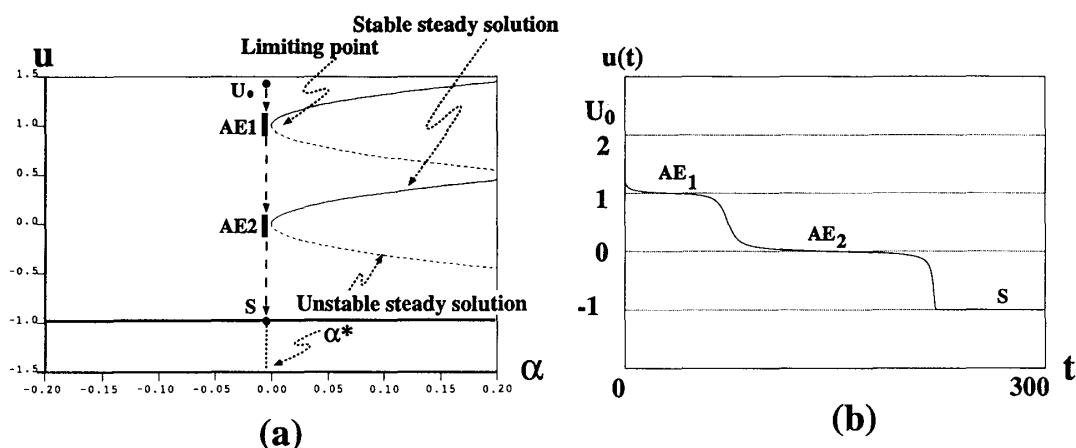 Stable steady solution
Limiting point
u
1.5
U₀
1.0
AE1
0.5
0.0
AE2
-0.5
S
Unstable steady solution
-1.0
α*
-1.5
-0.20 -0.15 -0.10 -0.05 0.00 0.05 0.10 0.15 0.20
α
(a)
u(t)
U₀
2
AE₁
1
AE₂
0
S
-1
0
300
t
(b)